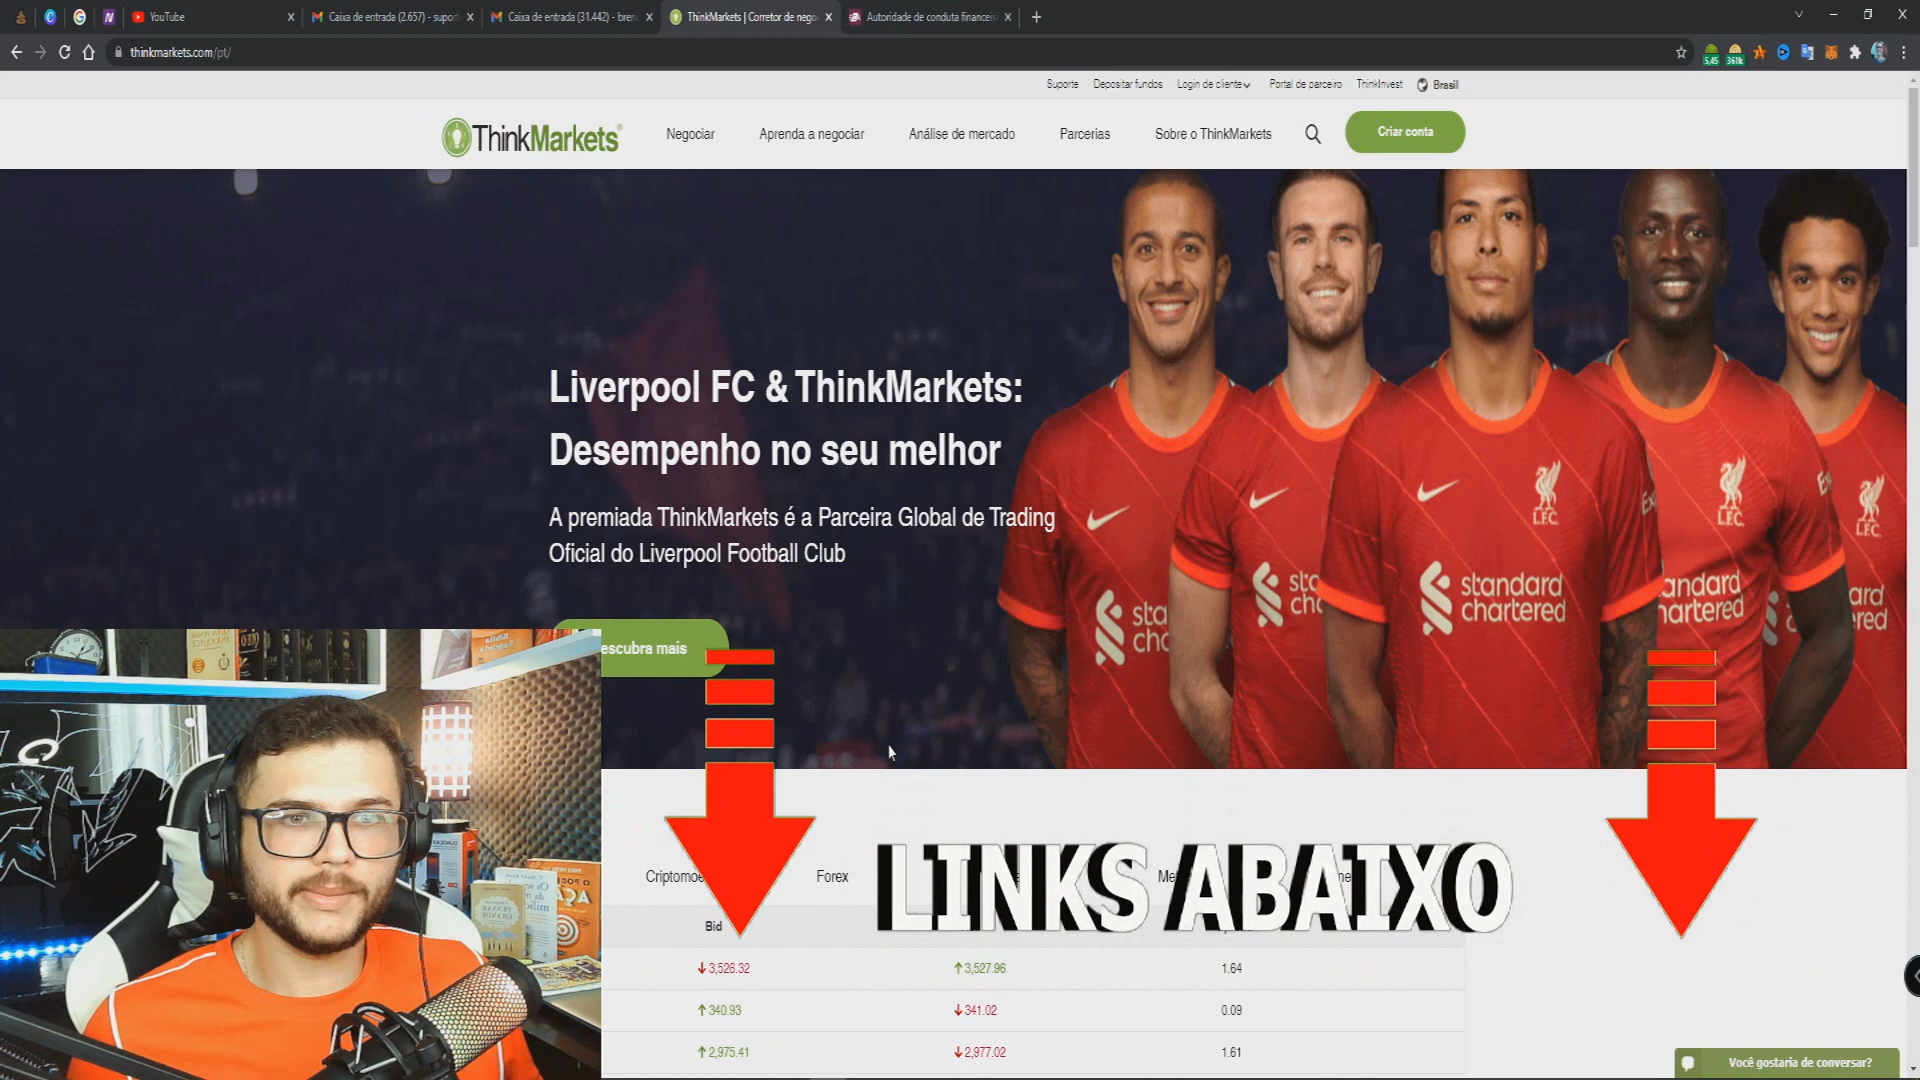 YouTube
Caixa de entrada (2.657) - supor
Caixa de entrada (31.442) - bren
ThinkMarkets | Corretor de nego
Autoridade de conduta financeir
thinkmarkets.com/pt/
5,45
361k
Suporte
Depositar fundos
Login de cliente
Portal de parceiro
ThinkInvest
Brasil
ThinkMarkets
Negociar
Aprenda a negociar
Análise de mercado
Parcerias
Sobre o ThinkMarkets
Criar conta
Liverpool FC & ThinkMarkets:
Desempenho no seu melhor
A premiada ThinkMarkets é a Parceira Global de Trading
Oficial do Liverpool Football Club
escubra mais
L.F.C.
L.F.C.
L.F.C.
standard
chartered
Criptomoe
Forex
LINKS ABAIXO
Bid
3,526.32
3,527.96
1.64
340.93
341.02
0.09
2,975.41
2,977.02
1.61
Você gostaria de conversar?